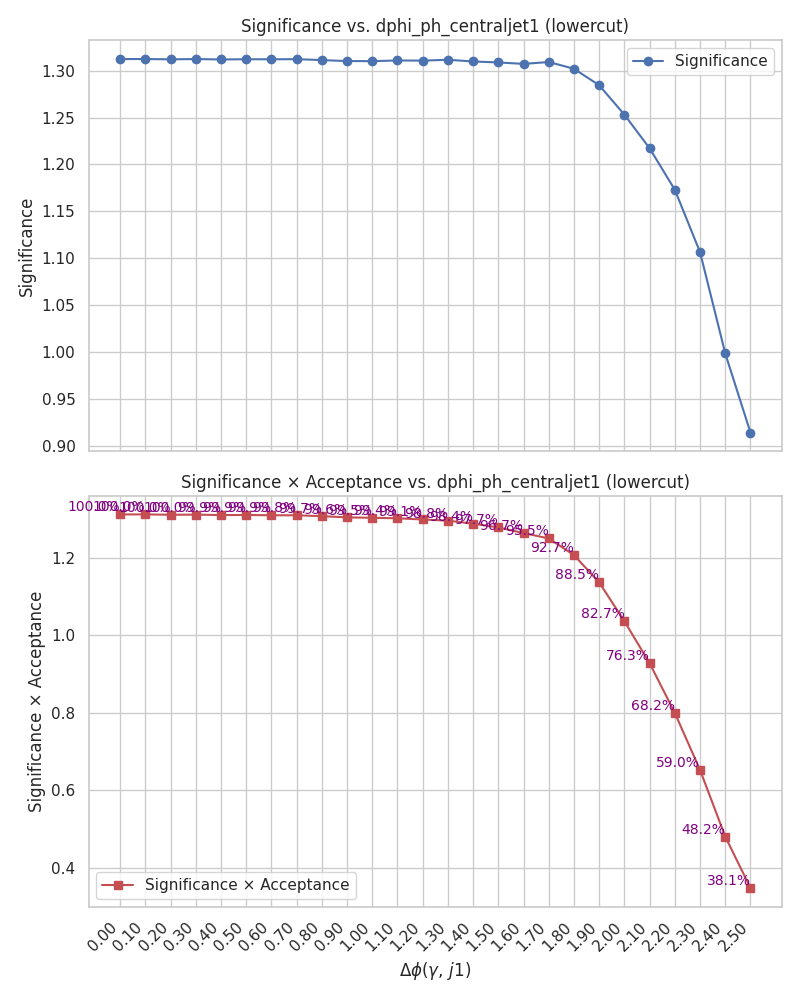 Significance vs. dphi_ph_centraljet1 (lowercut)
Significance
1.30
1.25
1.20
1.15
1.10
1.05
1.00
0.95
0.90
Significance
Significance × Acceptance vs. dphi_ph_centraljet1 (lowercut)
95.5%
92.7%
88.5%
82.7%
76.3%
68.2%
59.0%
48.2%
38.1%
1.2
1.0
0.8
0.6
0.4
Significance × Acceptance
Significance × Acceptance
0.00 0.10 0.20 0.30 0.40 0.50 0.60 0.70 0.80 0.90 1.00 1.10 1.20 1.30 1.40 1.50 1.60 1.70 1.80 1.90 2.00 2.10 2.20 2.30 2.40 2.50
Δϕ(γ, j1)